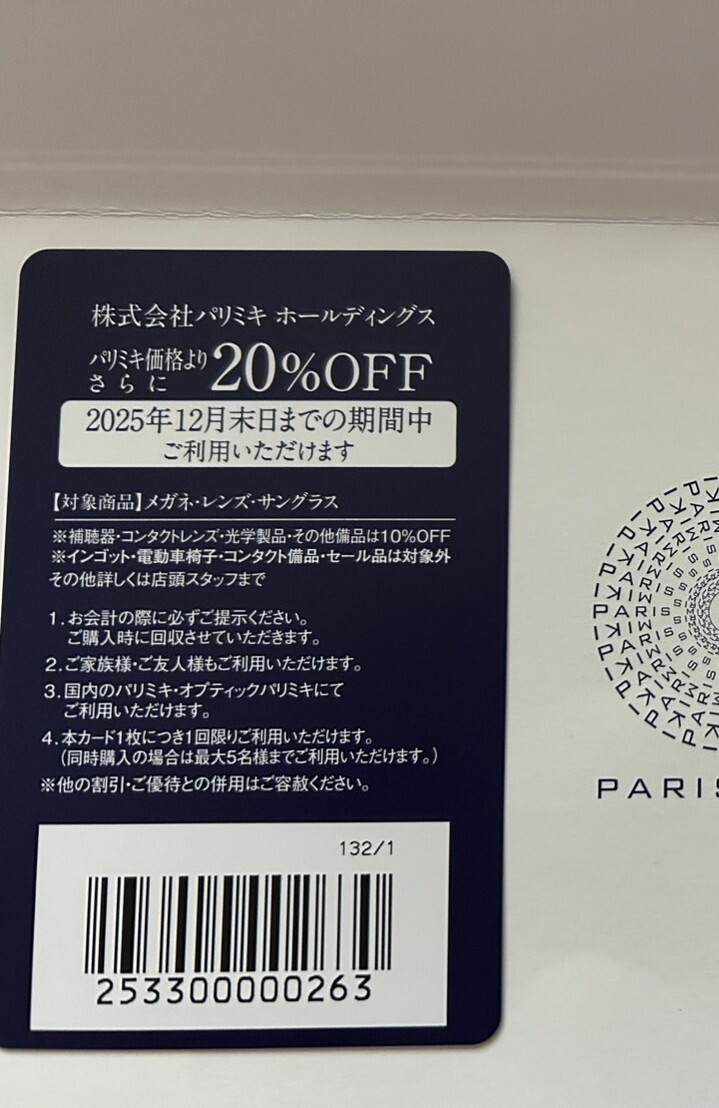 株式会社パリミキ ホールディングス
パリミキ価格より
さらに
20%OFF
2025年12月末日までの期間中
ご利用いただけます
【対象商品】メガネ・レンズ・サングラス
※補聴器・コンタクトレンズ・光学製品・その他備品は10%OFF
※インゴット・電動車椅子・コンタクト備品・セール品は対象外
その他詳しくは店頭スタッフまで
1.お会計の際に必ずご提示ください。
ご購入時に回収させていただきます。
2.ご家族様・ご友人様もご利用いただけます。
3.国内のパリミキ・オプティックパリミキにて
ご利用いただけます。
4.本カード1枚につき1回限りご利用いただけます。
(同時購入の場合は最大5名様までご利用いただけます。)
※他の割引・ご優待との併用はご容赦ください。
132/1
253300000263
PARIS